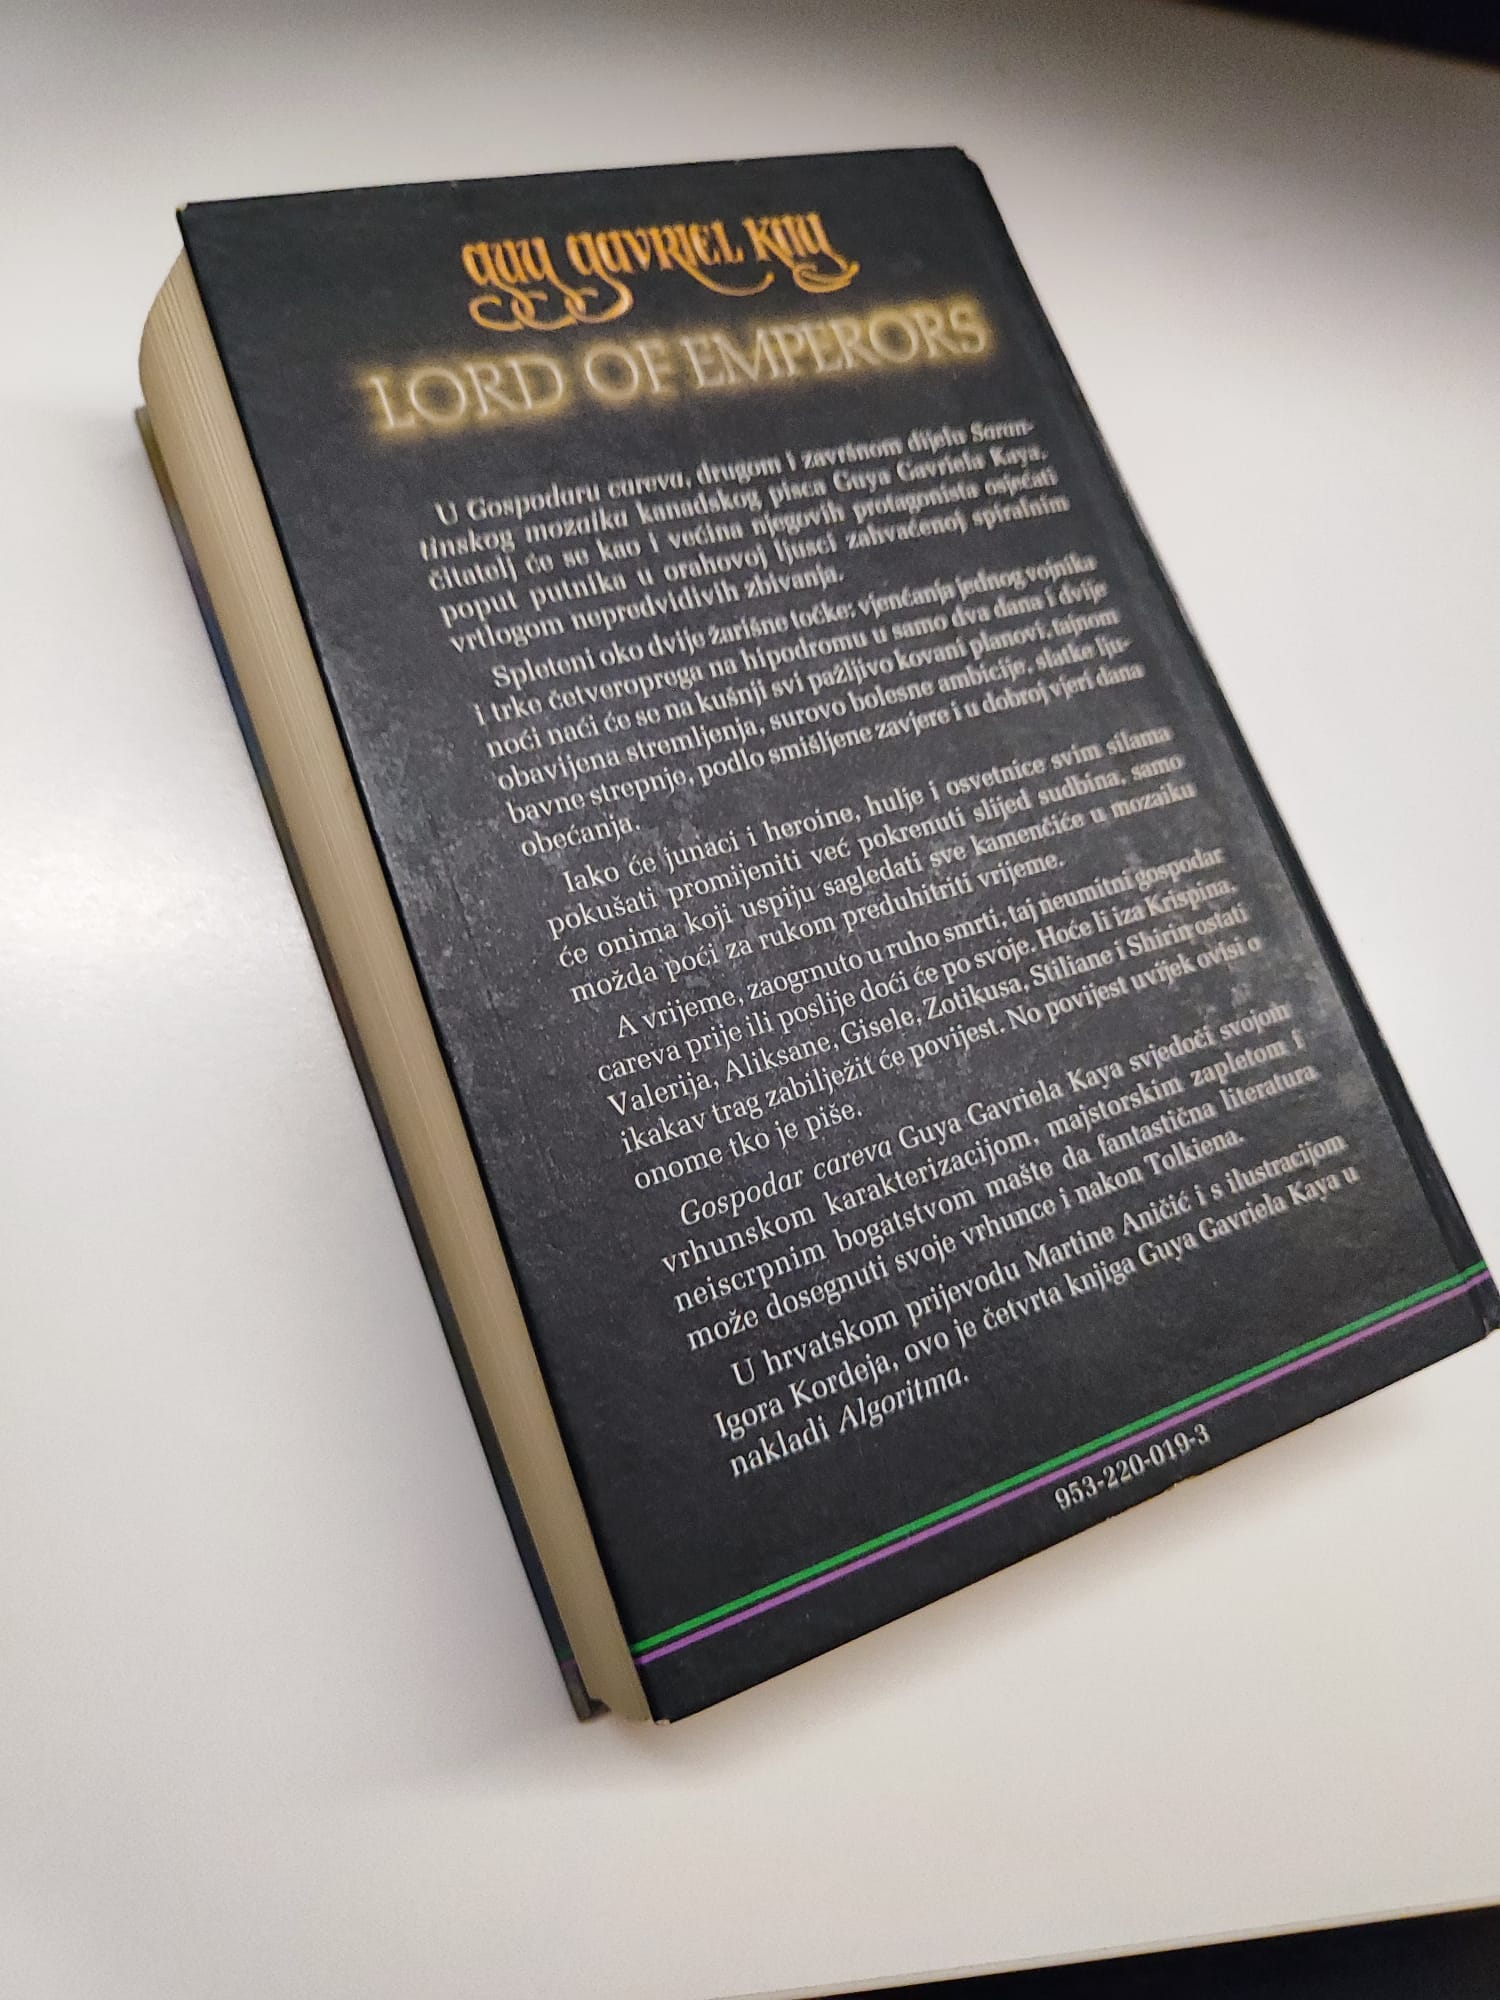 guy gavriel kay
LORD OF EMPERORS
U Gospodaru careva, drugom i završnom dijelu Saran-
tinskog mozaika kanadskog pisca Guya Gavriela Kaya,
čitatelj će se kao i većina njegovih protagonista osjećati
poput putnika u orahovoj ljusci zahvaćenoj spiralnim
vrtlogom nepredvidivih zbivanja.
Spleteni oko dvije žarišne točke: vjenčanja jednog vojnika
i trke četveroprega na hipodromu u samo dva dana i dvije
noći naći će se na kušnji svi pažljivo kovani planovi, tajnom
obavijena stremljenja, surovo bolesne ambicije, slatke lju-
bavne strepnje, podlo smišljene zavjere i u dobroj vjeri dana
obećanja.
Iako će junaci i heroine, hulje i osvetnice svim silama
pokušati promijeniti već pokrenuti slijed sudbina, samo
će onima koji uspiju sagledati sve kamenčiće u mozaiku
možda poći za rukom preduhitriti vrijeme.
A vrijeme, zaogrnuto u ruho smrti, taj neumitni gospodar
careva prije ili poslije doći će po svoje. Hoće li iza Krispina,
Valerija, Aliksane, Gisele, Zotikusa, Stiliane i Shirin ostati
ikakav trag zabilježit će povijest. No povijest uvijek ovisi o
onome tko je piše.
Gospodar careva Guya Gavriela Kaya svjedoči svojom
vrhunskom karakterizacijom, majstorskim zapletom i
neiscrpnim bogatstvom mašte da fantastična literatura
može dosegnuti svoje vrhunce i nakon Tolkiena.
U hrvatskom prijevodu Martine Aničić i s ilustracijom
Igora Kordeja, ovo je četvrta knjiga Guya Gavriela Kaya u
nakladi Algoritma.
953-220-019-3